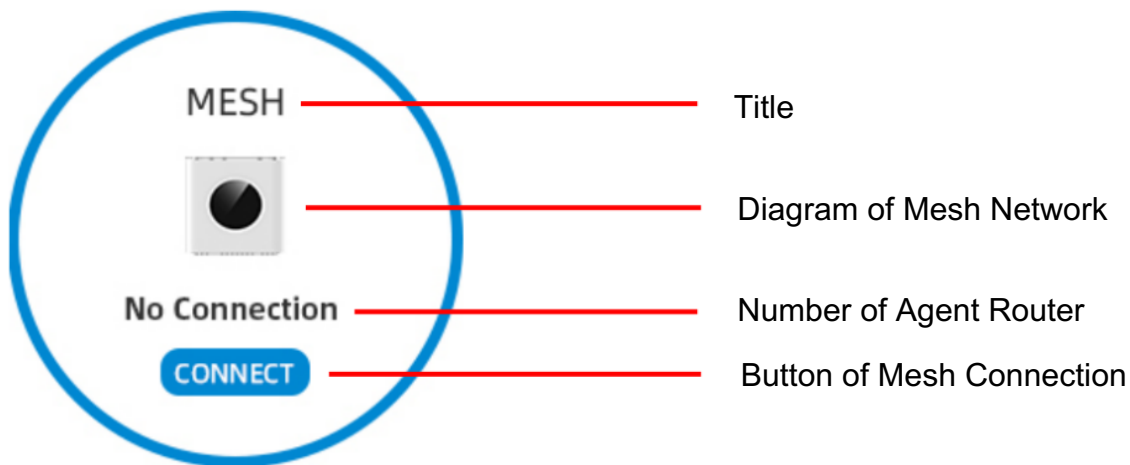 MESH
Title
Diagram of Mesh Network
No Connection
Number of Agent Router
CONNECT
Button of Mesh Connection